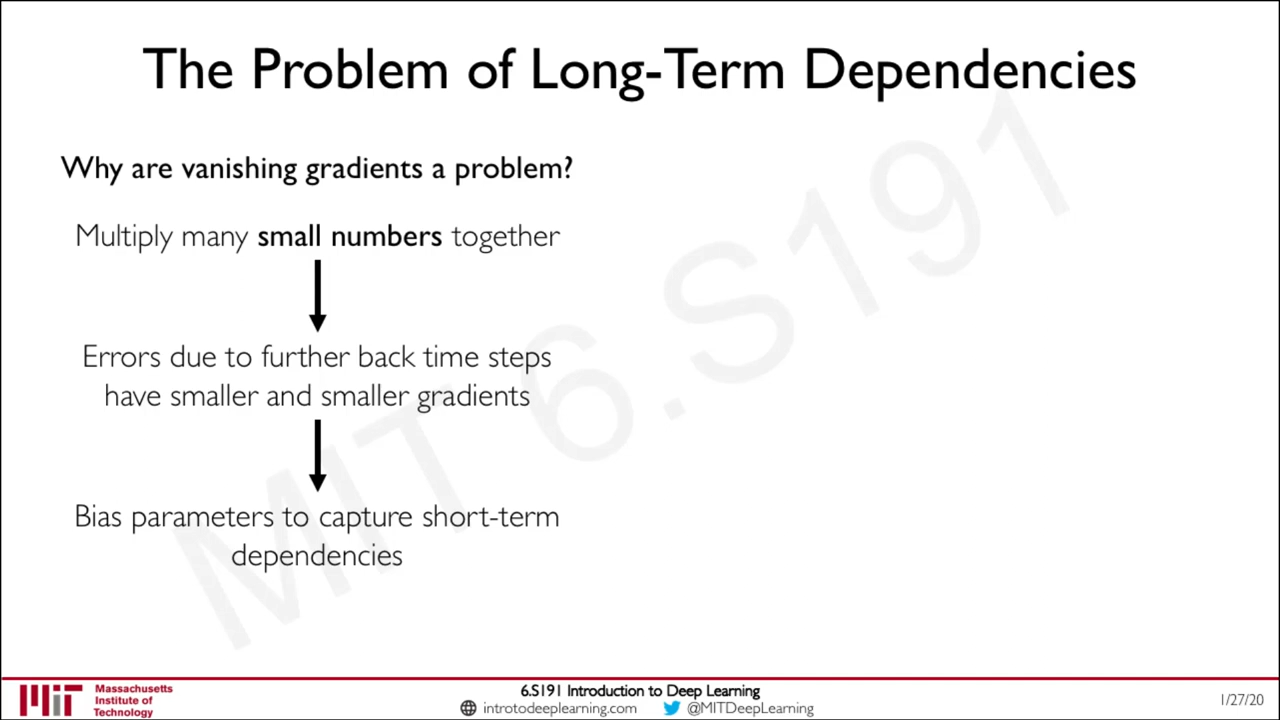 The Problem of Long-Term Dependencies
Why are vanishing gradients a problem?
Multiply many small numbers together
Errors due to further back time steps
have smaller and smaller gradients
Bias parameters to capture short-term
dependencies
MIT 6.S191
Massachusetts
Institute of
Technology
6.S191 Introduction to Deep Learning
introtodeeplearning.com @MITDeepLearning
1/27/20